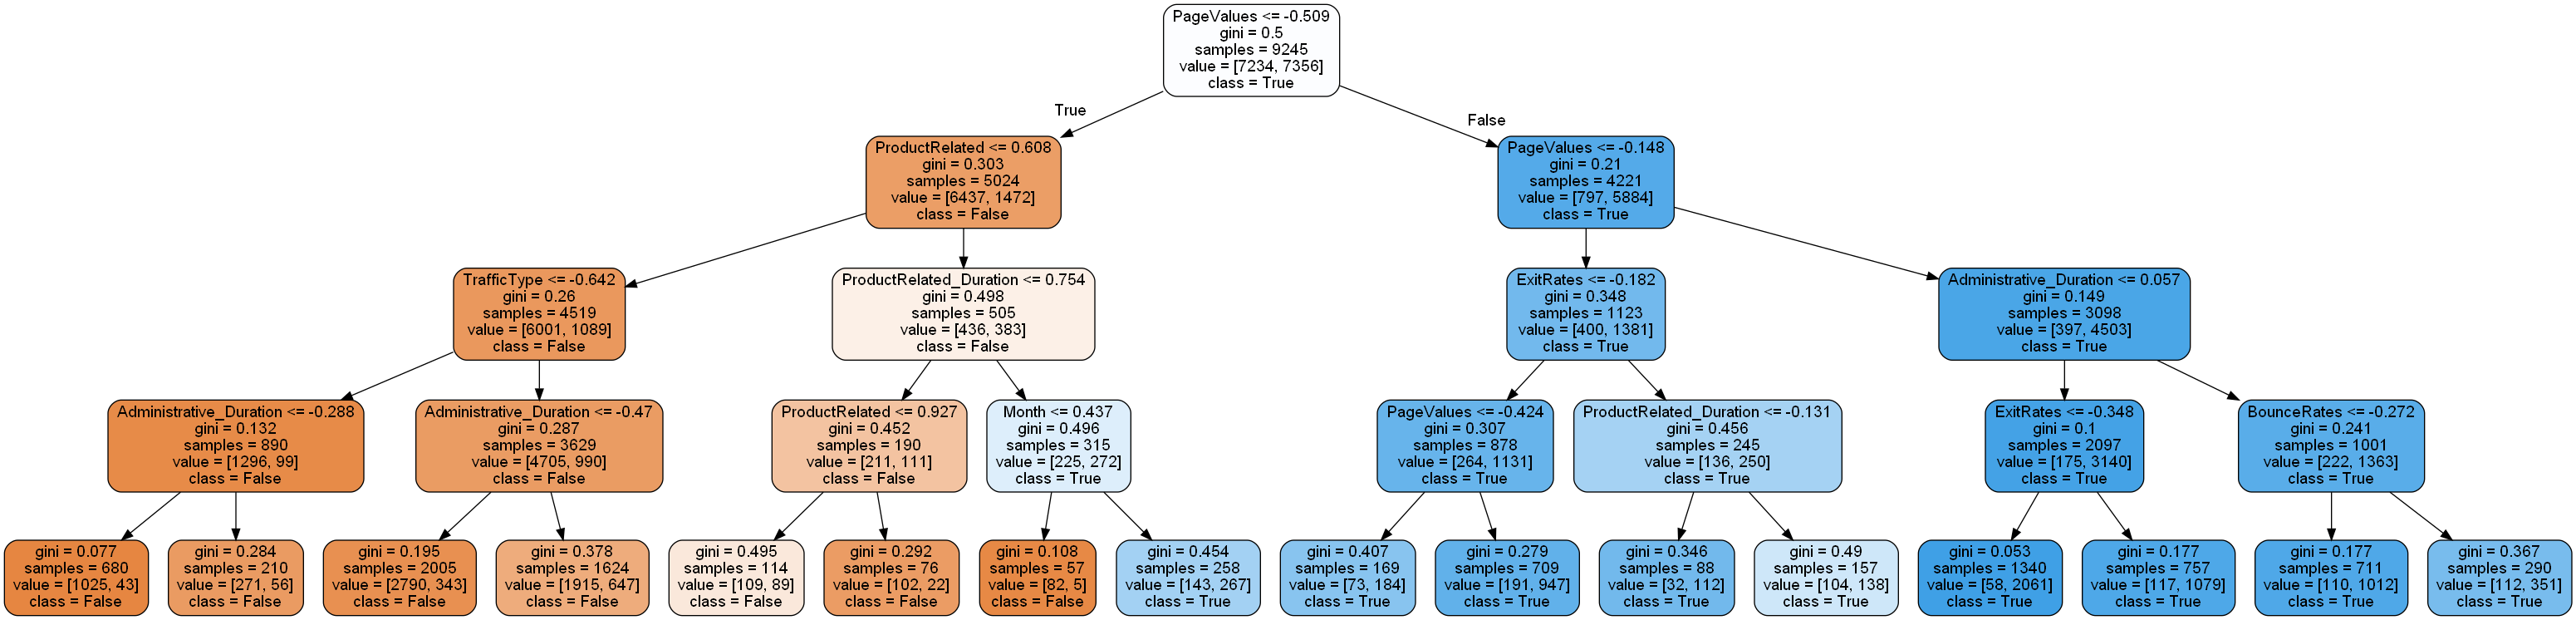 PageValues <= -0.509
gini = 0.5
samples = 9245
value = [7234, 7356]
class = True
True
False
ProductRelated <= 0.608
gini = 0.303
samples = 5024
value = [6437, 1472]
class = False
PageValues <= -0.148
gini = 0.21
samples = 4221
value = [797, 5884]
class = True
TrafficType <= -0.642
gini = 0.26
samples = 4519
value = [6001, 1089]
class = False
ProductRelated_Duration <= 0.754
gini = 0.498
samples = 505
value = [436, 383]
class = False
ExitRates <= -0.182
gini = 0.348
samples = 1123
value = [400, 1381]
class = True
Administrative_Duration <= 0.057
gini = 0.149
samples = 3098
value = [397, 4503]
class = True
Administrative_Duration <= -0.288
gini = 0.132
samples = 890
value = [1296, 99]
class = False
Administrative_Duration <= -0.47
gini = 0.287
samples = 3629
value = [4705, 990]
class = False
ProductRelated <= 0.927
gini = 0.452
samples = 190
value = [211, 111]
class = False
Month <= 0.437
gini = 0.496
samples = 315
value = [225, 272]
class = True
PageValues <= -0.424
gini = 0.307
samples = 878
value = [264, 1131]
class = True
ProductRelated_Duration <= -0.131
gini = 0.456
samples = 245
value = [136, 250]
class = True
ExitRates <= -0.348
gini = 0.1
samples = 2097
value = [175, 3140]
class = True
BounceRates <= -0.272
gini = 0.241
samples = 1001
value = [222, 1363]
class = True
gini = 0.077
samples = 680
value = [1025, 43]
class = False
gini = 0.284
samples = 210
value = [271, 56]
class = False
gini = 0.195
samples = 2005
value = [2790, 343]
class = False
gini = 0.378
samples = 1624
value = [1915, 647]
class = False
gini = 0.495
samples = 114
value = [109, 89]
class = False
gini = 0.292
samples = 76
value = [102, 22]
class = False
gini = 0.108
samples = 57
value = [82, 5]
class = False
gini = 0.454
samples = 258
value = [143, 267]
class = True
gini = 0.407
samples = 169
value = [73, 184]
class = True
gini = 0.279
samples = 709
value = [191, 947]
class = True
gini = 0.346
samples = 88
value = [32, 112]
class = True
gini = 0.49
samples = 157
value = [104, 138]
class = True
gini = 0.053
samples = 1340
value = [58, 2061]
class = True
gini = 0.177
samples = 757
value = [117, 1079]
class = True
gini = 0.177
samples = 711
value = [110, 1012]
class = True
gini = 0.367
samples = 290
value = [112, 351]
class = True